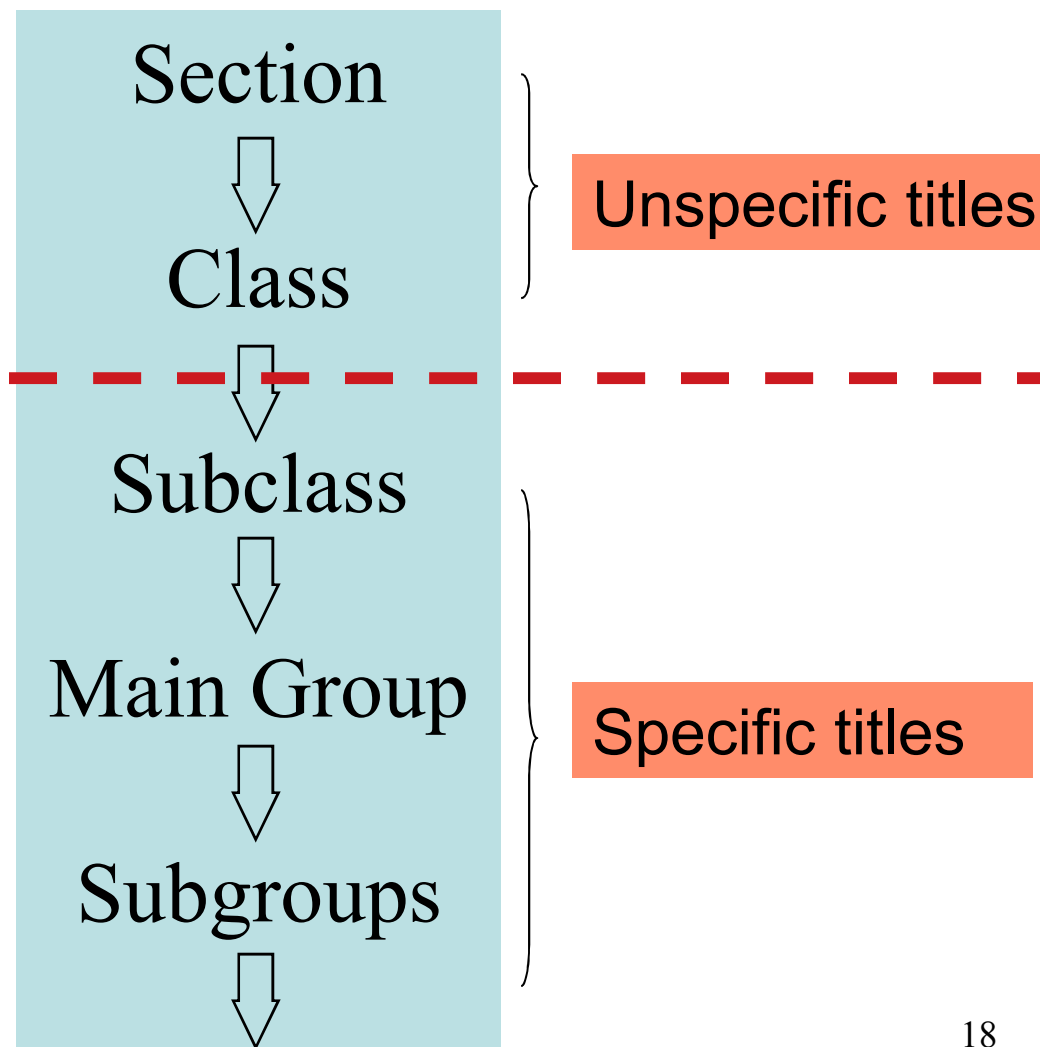 Section
Unspecific titles
Class
Subclass
Main Group
Specific titles
Subgroups
18